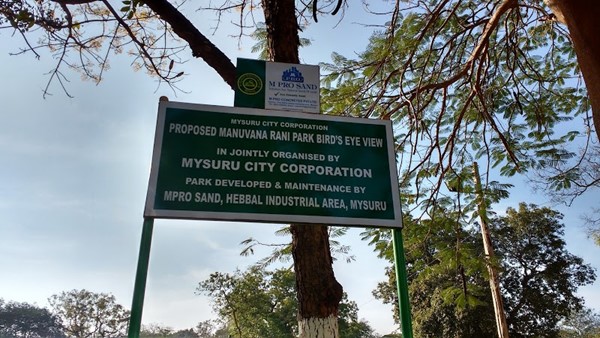 M PRO SAND
MYSURU CITY CORPORATION
PROPOSED MANUVANA RANI PARK BIRD'S EYE VIEW
IN JOINTLY ORGANISED BY
MYSURU CITY CORPORATION
PARK DEVELOPED & MAINTENANCE BY
MPRO SAND, HEBBAL INDUSTRIAL AREA, MYSURU